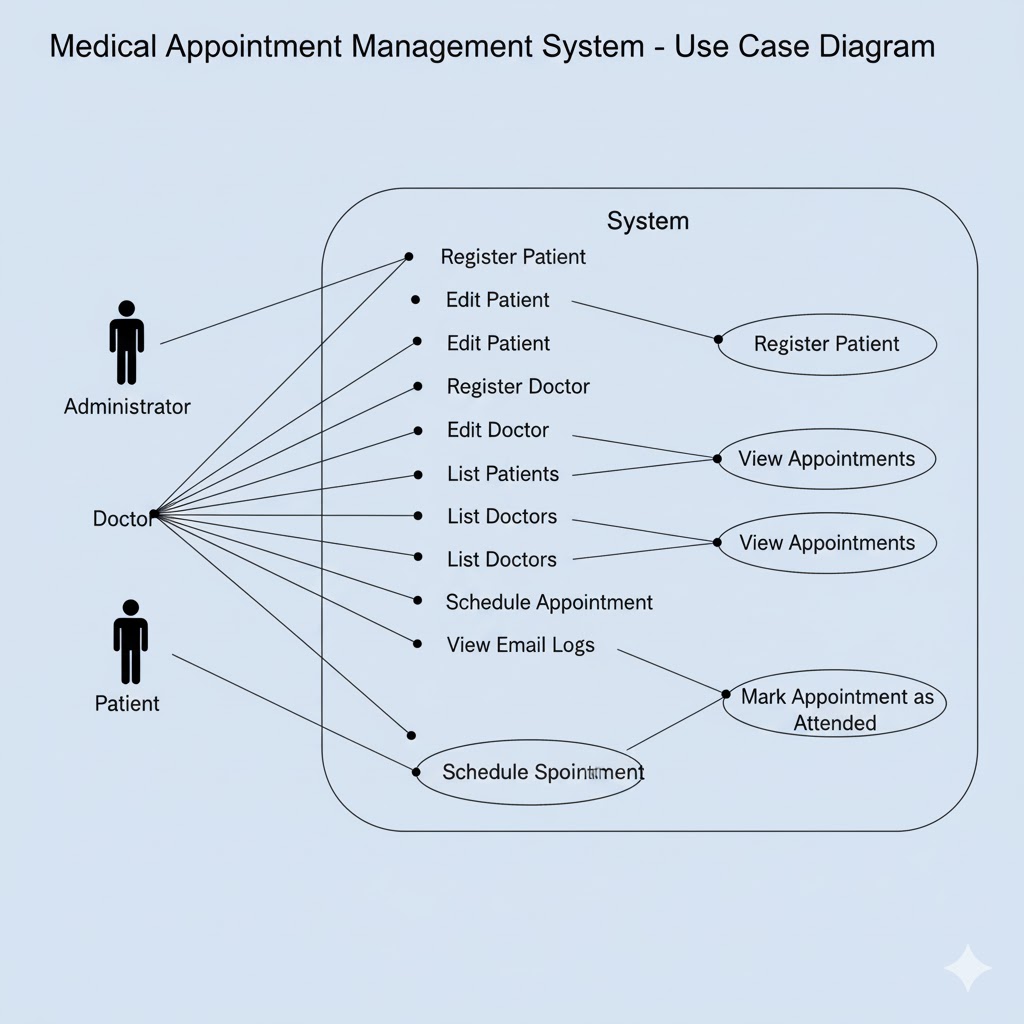 Medical Appointment Management System - Use Case Diagram
System
Register Patient
Edit Patient
Edit Patient
Register Doctor
Edit Doctor
List Patients
List Doctors
List Doctors
Schedule Appointment
View Email Logs
Schedule Spointment
Register Patient
View Appointments
View Appointments
Mark Appointment as
Attended
Administrator
Doctor
Patient